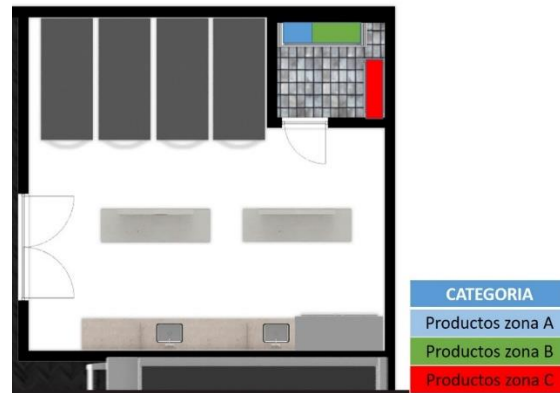 CATEGORIA
Productos zona A
Productos zona B
Productos zona C